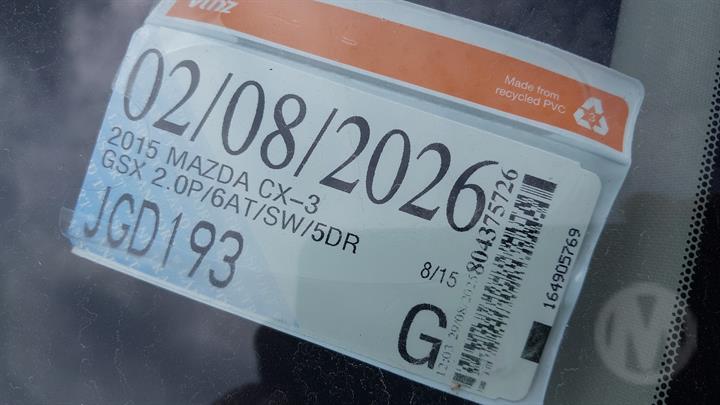 vtnz
Made from
recycled PVC
3
02/08/2026
2015 MAZDA CX-3
GSX 2.0P/6AT/SW/5DR
JGD193
8/15
G
804375726
164905769
M